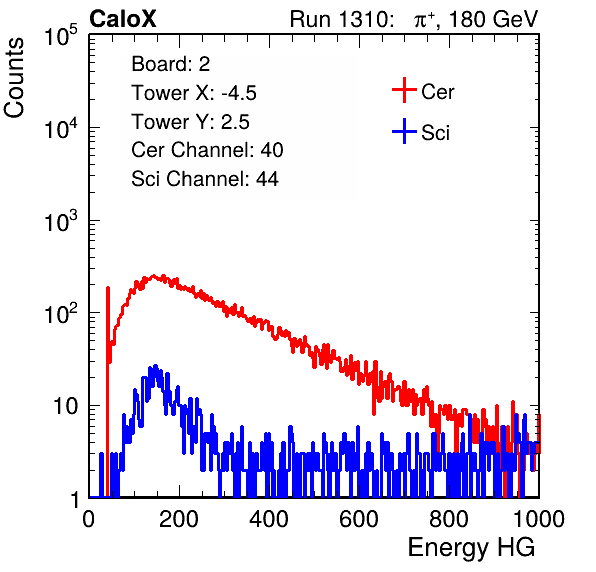 CaloX Run 1310: π⁺, 180 GeV
Counts
10⁵
10⁴
10³
10²
10
1
Board: 2
Tower X: -4.5
Tower Y: 2.5
Cer Channel: 40
Sci Channel: 44
Cer
Sci
0 200 400 600 800 1000
Energy HG